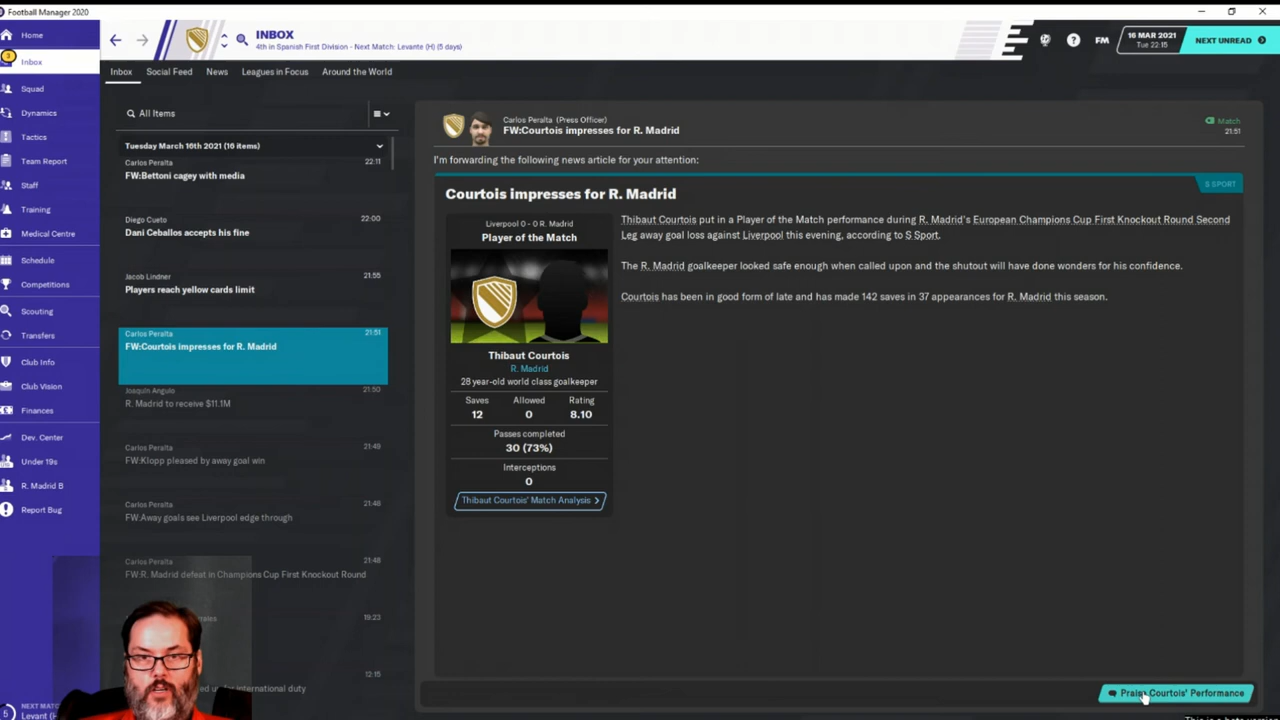 Football Manager 2020
Home
3
Inbox
Squad
Dynamics
Tactics
Team Report
Staff
Training
Medical Centre
Schedule
Competitions
Scouting
Transfers
Club Info
Club Vision
Finances
Dev. Center
Under 19s
R. Madrid B
Report Bug
NEXT MATC
Levant (H)
INBOX
4th in Spanish First Division - Next Match: Levante (H) (5 days)
?
FM
16 MAR 2021
Tue 22:15
NEXT UNREAD
Inbox
Social Feed
News
Leagues in Focus
Around the World
All Items
Tuesday March 16th 2021 (16 items)
Carlos Peralta 22:11
FW:Bettoni cagey with media
Diego Cueto 22:00
Dani Ceballos accepts his fine
Jacob Lindner 21:55
Players reach yellow cards limit
Carlos Peralta 21:51
FW:Courtois impresses for R. Madrid
Joaquín Angulo 21:50
R. Madrid to receive $11.1M
Carlos Peralta 21:49
FW:Klopp pleased by away goal win
Carlos Peralta 21:48
FW:Away goals see Liverpool edge through
Carlos Peralta 21:48
FW:R. Madrid defeat in Champions Cup First Knockout Round
19:23
12:15
international duty
Carlos Peralta (Press Officer)
FW:Courtois impresses for R. Madrid
Match
21:51
I'm forwarding the following news article for your attention:
Courtois impresses for R. Madrid
S SPORT
Liverpool 0 - 0 R. Madrid
Player of the Match
Thibaut Courtois
R. Madrid
28 year-old world class goalkeeper
Saves Allowed Rating
12 0 8.10
Passes completed
30 (73%)
Interceptions
0
Thibaut Courtois' Match Analysis
Thibaut Courtois put in a Player of the Match performance during R. Madrid's European Champions Cup First Knockout Round Second
Leg away goal loss against Liverpool this evening, according to S Sport.
The R. Madrid goalkeeper looked safe enough when called upon and the shutout will have done wonders for his confidence.
Courtois has been in good form of late and has made 142 saves in 37 appearances for R. Madrid this season.
Praise Courtois' Performance